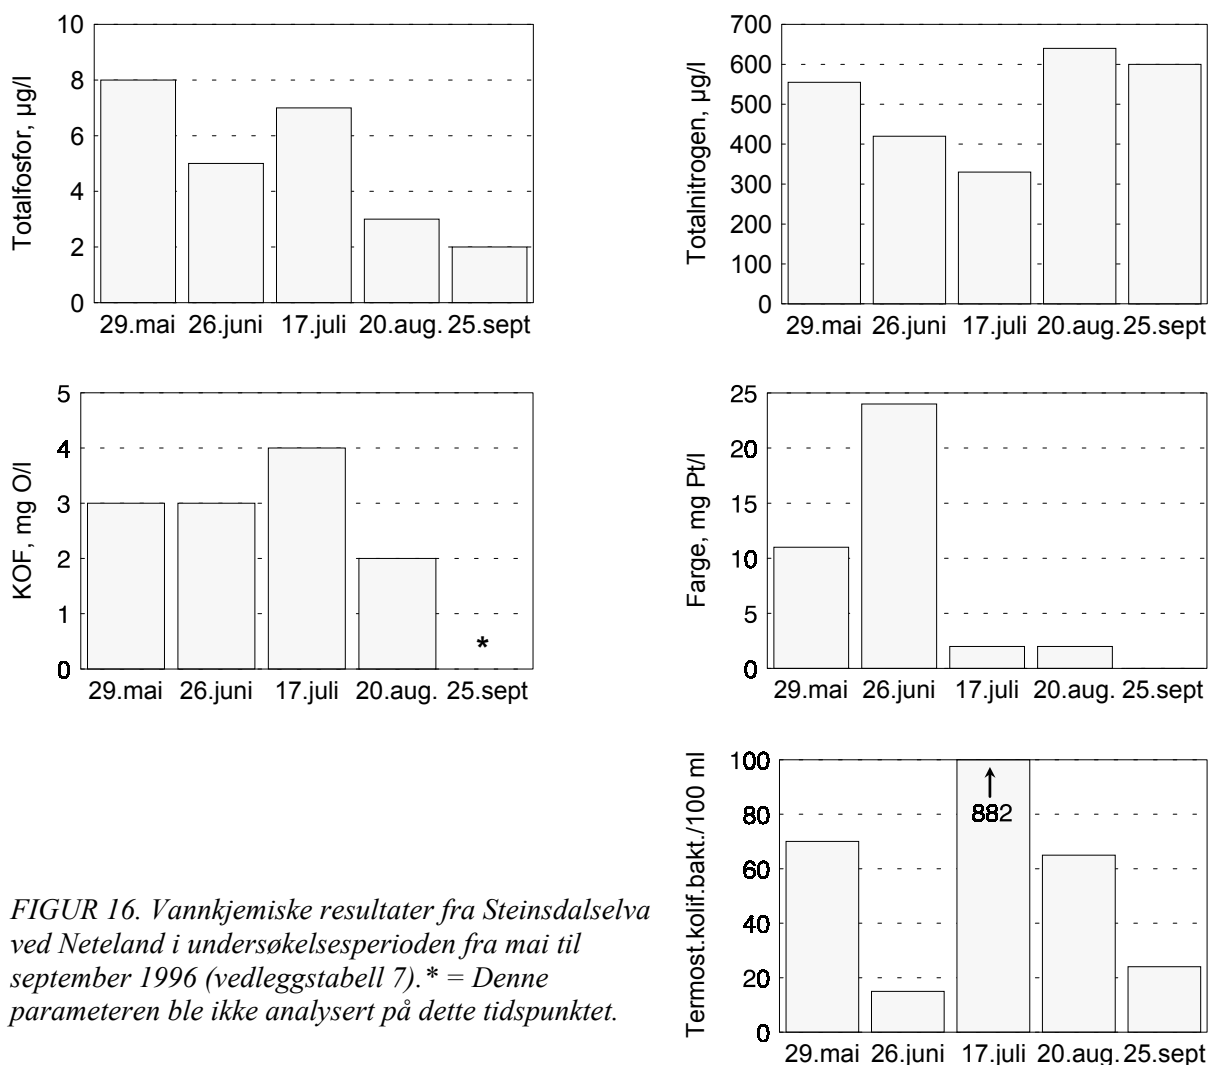 Totalfosfor, µg/l
10
8
6
4
2
0
29.mai 26.juni 17.juli 20.aug. 25.sept
Totalnitrogen, µg/l
700
600
500
400
300
200
100
0
29.mai 26.juni 17.juli 20.aug. 25.sept
KOF, mg O/l
5
4
3
2
1
0
*
29.mai 26.juni 17.juli 20.aug. 25.sept
Farge, mg Pt/l
25
20
15
10
5
0
29.mai 26.juni 17.juli 20.aug. 25.sept
Termost.kolif.bakt./100 ml
100
80
60
40
20
0
882
29.mai 26.juni 17.juli 20.aug. 25.sept
FIGUR 16. Vannkjemiske resultater fra Steinsdalselva
ved Neteland i undersøkelsesperioden fra mai til
september 1996 (vedleggstabell 7).* = Denne
parameteren ble ikke analysert på dette tidspunktet.